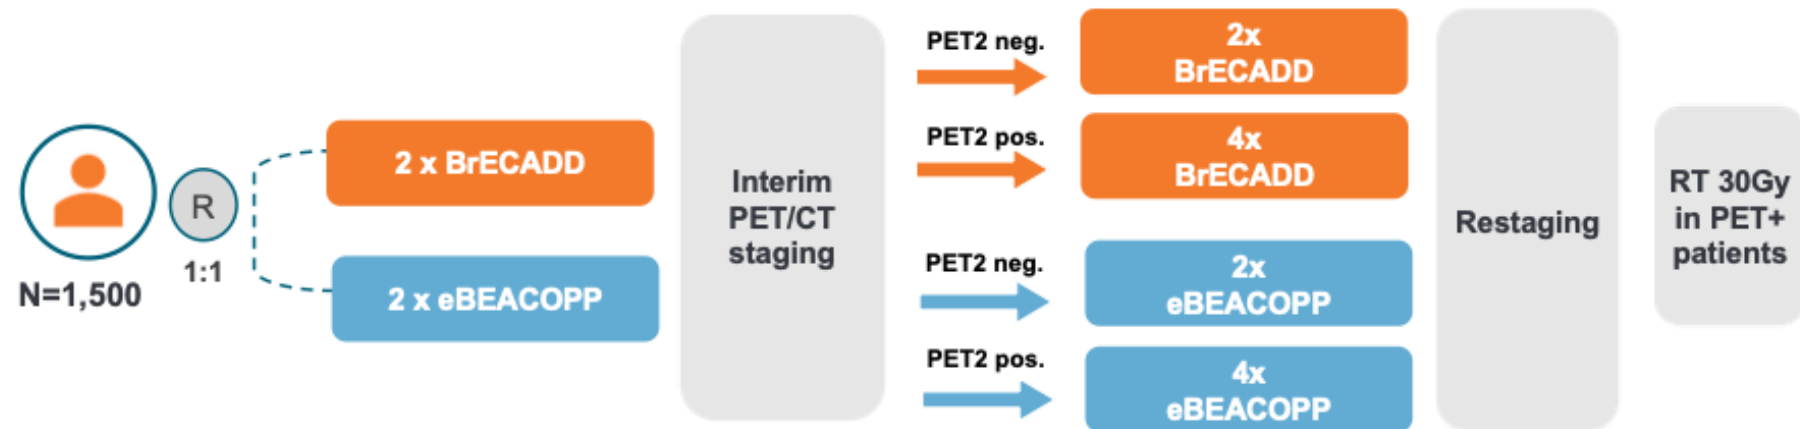 N=1,500
R
1:1
2 x BrECADD
2 x eBEACOPP
Interim
PET/CT
staging
PET2 neg.
2x
BrECADD
PET2 pos.
4x
BrECADD
PET2 neg.
2x
eBEACOPP
PET2 pos.
4x
eBEACOPP
Restaging
RT 30Gy
in PET+
patients